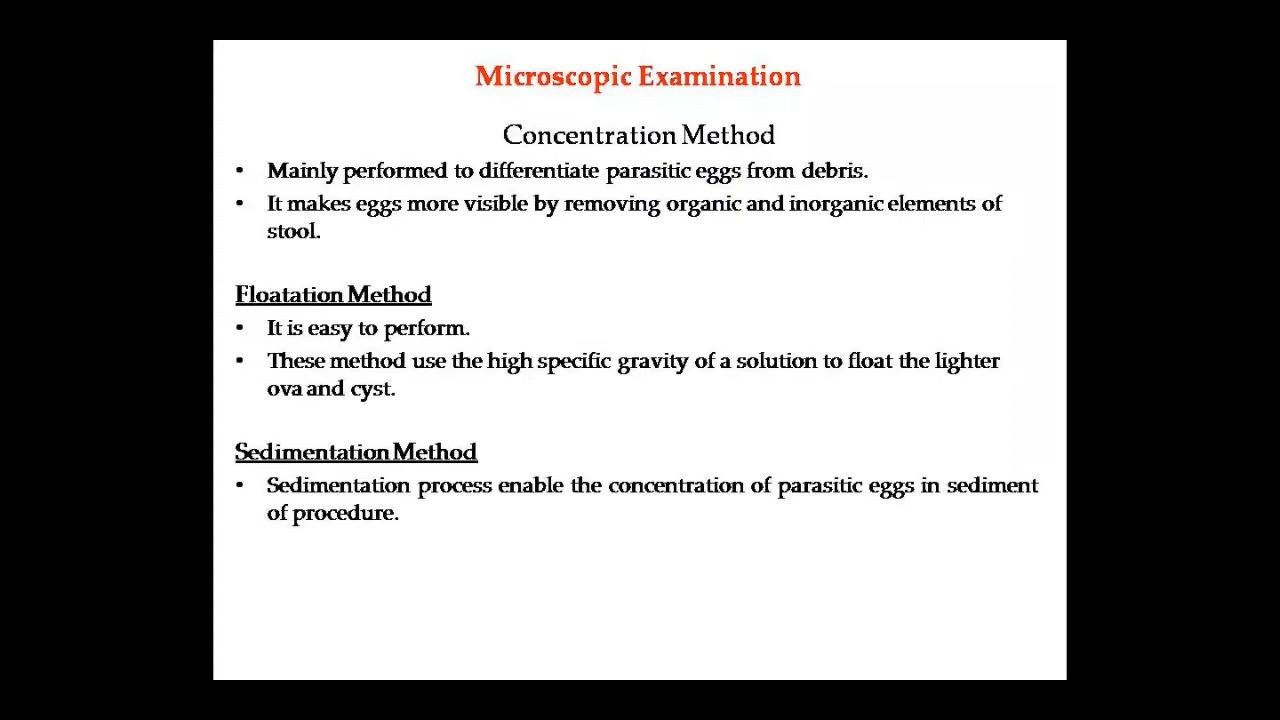 Microscopic Examination
Concentration Method
• Mainly performed to differentiate parasitic eggs from debris.
• It makes eggs more visible by removing organic and inorganic elements of
stool.
Floatation Method
• It is easy to perform.
• These method use the high specific gravity of a solution to float the lighter
ova and cyst.
Sedimentation Method
• Sedimentation process enable the concentration of parasitic eggs in sediment
of procedure.